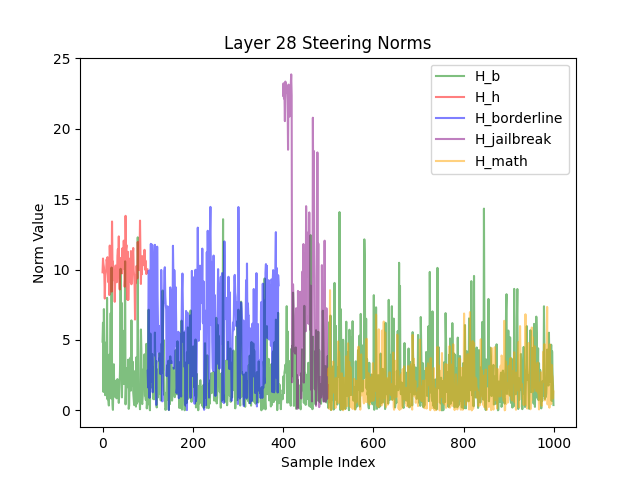 Layer 28 Steering Norms
25
20
15
10
5
0
Norm Value
0
200
400
600
800
1000
Sample Index
H_b
H_h
H_borderline
H_jailbreak
H_math